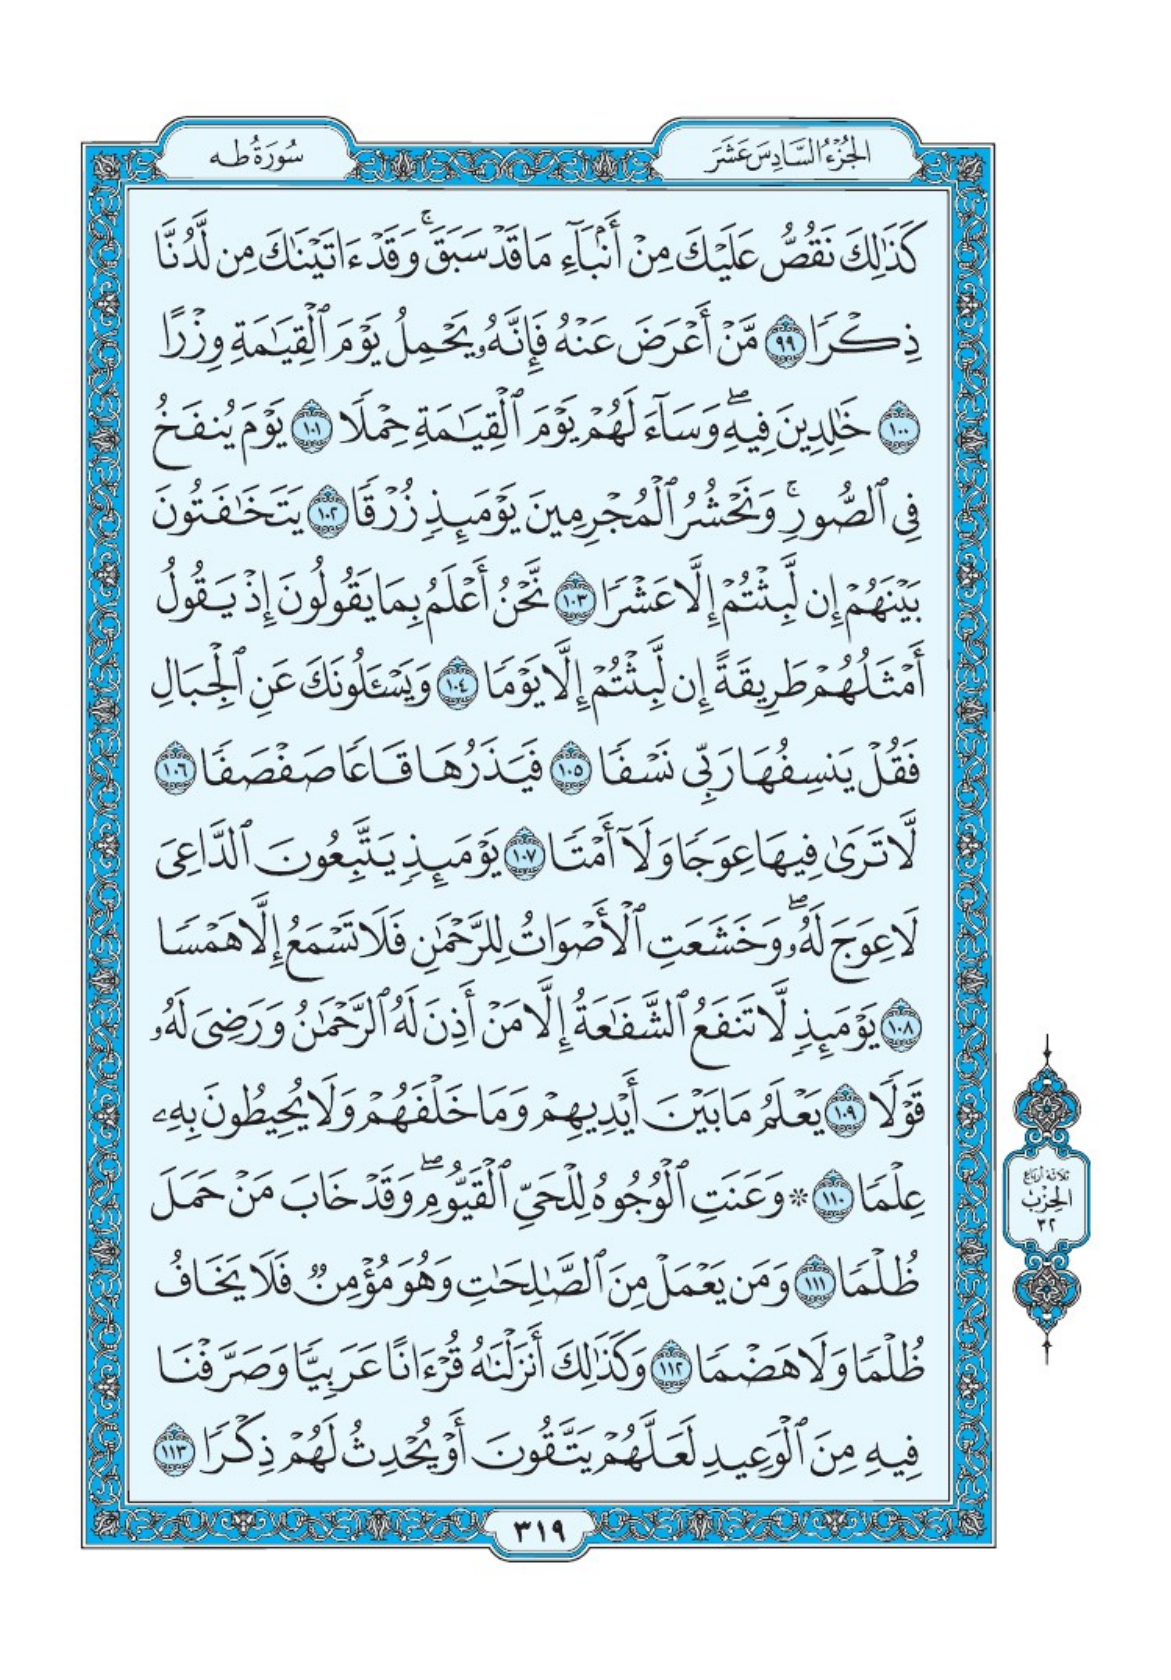 الجُزْءُ السَّادِسَ عَشَرَ
سُورَةُ طه
كَذَٰلِكَ نَقُصُّ عَلَيْكَ مِنْ أَنۢبَآءِ مَا قَدْ سَبَقَۚ وَقَدْ ءَاتَيْنَٰكَ مِن لَّدُنَّا
ذِكْرًا ٩٩ مَّنْ أَعْرَضَ عَنْهُ فَإِنَّهُۥ يَحْمِلُ يَوْمَ ٱلْقِيَٰمَةِ وِزْرًا
١٠٠ خَٰلِدِينَ فِيهِۖ وَسَآءَ لَهُمْ يَوْمَ ٱلْقِيَٰمَةِ حِمْلًا ١٠١ يَوْمَ يُنفَخُ
فِى ٱلصُّورِۚ وَنَحْشُرُ ٱلْمُجْرِمِينَ يَوْمَئِذٍ زُرْقًا ١٠٢ يَتَخَٰفَتُونَ
بَيْنَهُمْ إِن لَّبِثْتُمْ إِلَّا عَشْرًا ١٠٣ نَّحْنُ أَعْلَمُ بِمَا يَقُولُونَ إِذْ يَقُولُ
أَمْثَلُهُمْ طَرِيقَةً إِن لَّبِثْتُمْ إِلَّا يَوْمًا ١٠٤ وَيَسْـَٔلُونَكَ عَنِ ٱلْجِبَالِ
فَقُلْ يَنسِفُهَا رَبِّى نَسْفًا ١٠٥ فَيَذَرُهَا قَاعًا صَفْصَفًا ١٠٦
لَّا تَرَىٰ فِيهَا عِوَجًا وَلَآ أَمْتًا ١٠٧ يَوْمَئِذٍ يَتَّبِعُونَ ٱلدَّاعِىَ
لَا عِوَجَ لَهُۥۖ وَخَشَعَتِ ٱلْأَصْوَاتُ لِلرَّحْمَٰنِ فَلَا تَسْمَعُ إِلَّا هَمْسًا
١٠٨ يَوْمَئِذٍ لَّا تَنفَعُ ٱلشَّفَٰعَةُ إِلَّا مَنْ أَذِنَ لَهُ ٱلرَّحْمَٰنُ وَرَضِىَ لَهُۥ
قَوْلًا ١٠٩ يَعْلَمُ مَا بَيْنَ أَيْدِيهِمْ وَمَا خَلْفَهُمْ وَلَا يُحِيطُونَ بِهِۦ
عِلْمًا ١١٠ * وَعَنَتِ ٱلْوُجُوهُ لِلْحَىِّ ٱلْقَيُّومِۖ وَقَدْ خَابَ مَنْ حَمَلَ
ظُلْمًا ١١١ وَمَن يَعْمَلْ مِنَ ٱلصَّٰلِحَٰتِ وَهُوَ مُؤْمِنٌ فَلَا يَخَافُ
ظُلْمًا وَلَا هَضْمًا ١١٢ وَكَذَٰلِكَ أَنزَلْنَٰهُ قُرْءَانًا عَرَبِيًّا وَصَرَّفْنَا
فِيهِ مِنَ ٱلْوَعِيدِ لَعَلَّهُمْ يَتَّقُونَ أَوْ يُحْدِثُ لَهُمْ ذِكْرًا ١١٣
ثلاثة أرباع
الحِزْب
٣٢
٣١٩